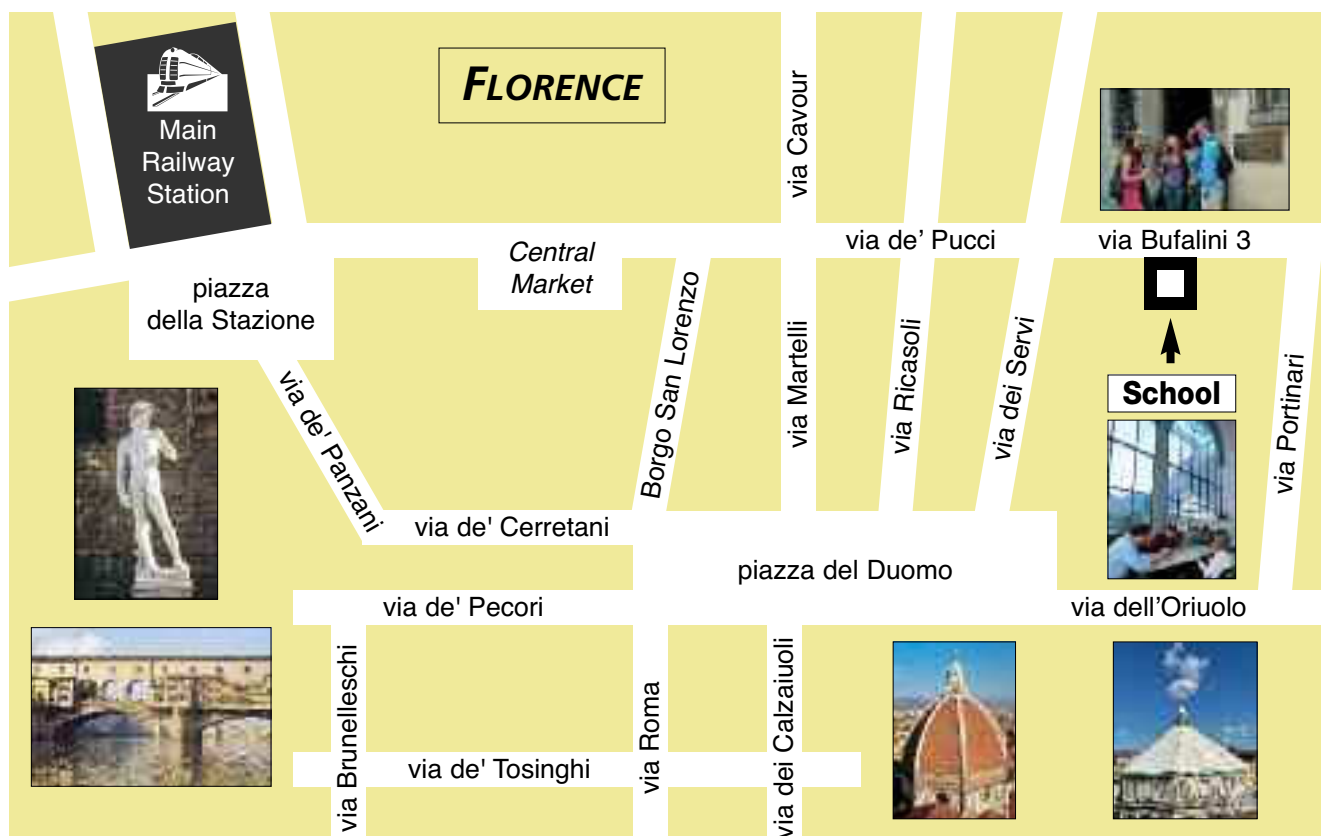 FLORENCE
Main
Railway
Station
via Cavour
via de' Pucci
via Bufalini 3
Central
Market
piazza
della Stazione
Borgo San Lorenzo
via Martelli
via Ricasoli
via dei Servi
School
via Portinari
via de' Panzani
via de' Cerretani
piazza del Duomo
via de' Pecori
via dell'Oriuolo
via Brunelleschi
via Roma
via dei Calzaiuoli
via de' Tosinghi